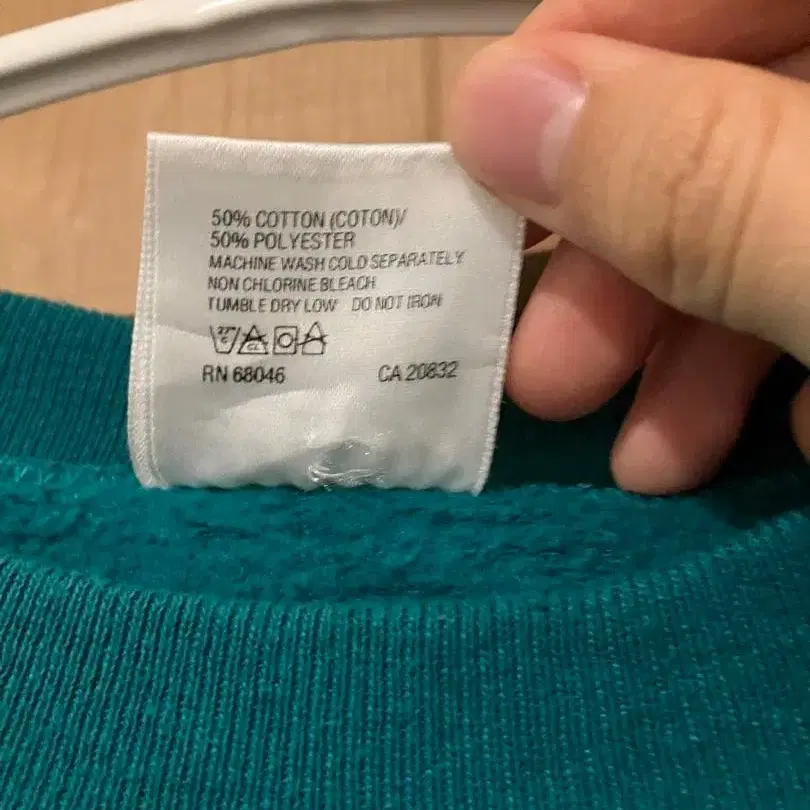 50% COTTON (COTON)/
50% POLYESTER
MACHINE WASH COLD SEPARATELY
NON CHLORINE BLEACH
TUMBLE DRY LOW DO NOT IRON
CL
RN 68046 CA 20832